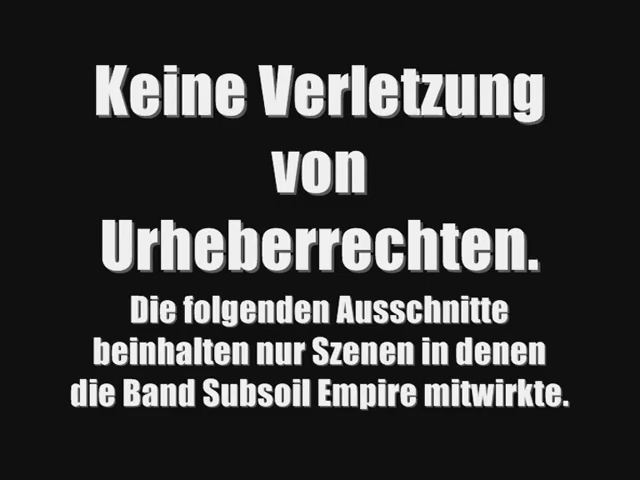 Keine Verletzung
von
Urheberrechten.
Die folgenden Ausschnitte
beinhalten nur Szenen in denen
die Band Subsoil Empire mitwirkte.